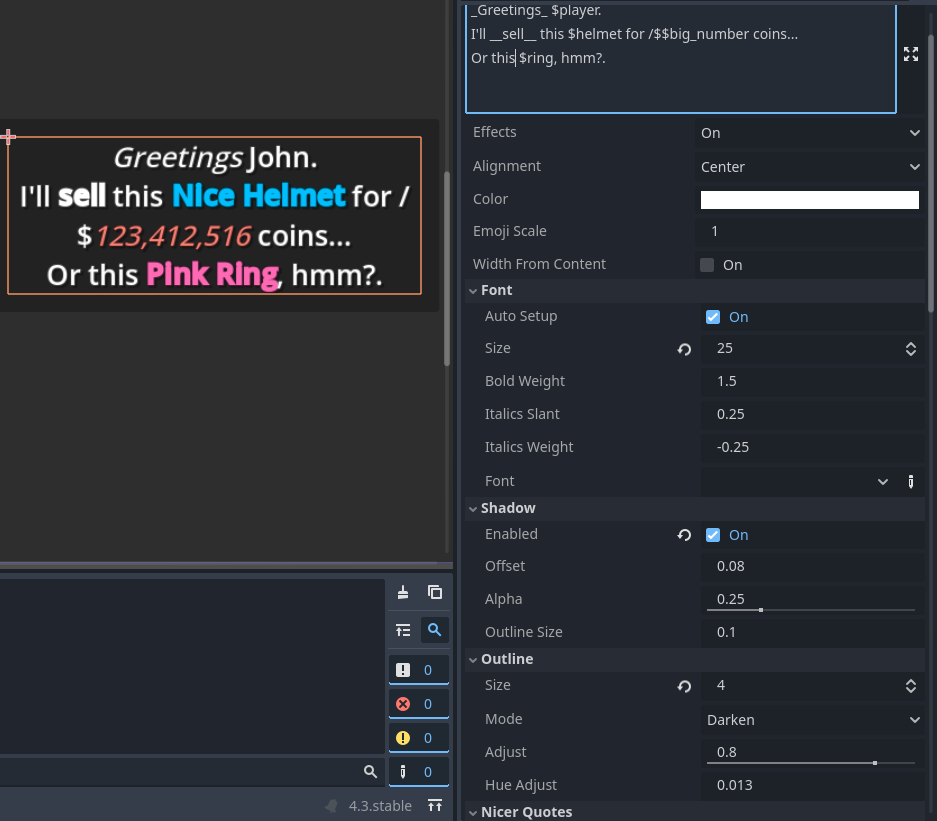 _Greetings_ $player.
I'll __sell__ this $helmet for /$$big_number coins...
Or this $ring, hmm?.
Greetings John.
I'll sell this Nice Helmet for /
$123,412,516 coins...
Or this Pink Ring, hmm?.
Effects On
Alignment Center
Color
Emoji Scale 1
Width From Content On
Font
Auto Setup On
Size 25
Bold Weight 1.5
Italics Slant 0.25
Italics Weight -0.25
Font
Shadow
Enabled On
Offset 0.08
Alpha 0.25
Outline Size 0.1
Outline
Size 4
Mode Darken
Adjust 0.8
Hue Adjust 0.013
Nicer Quotes
0
0
0
0
4.3.stable